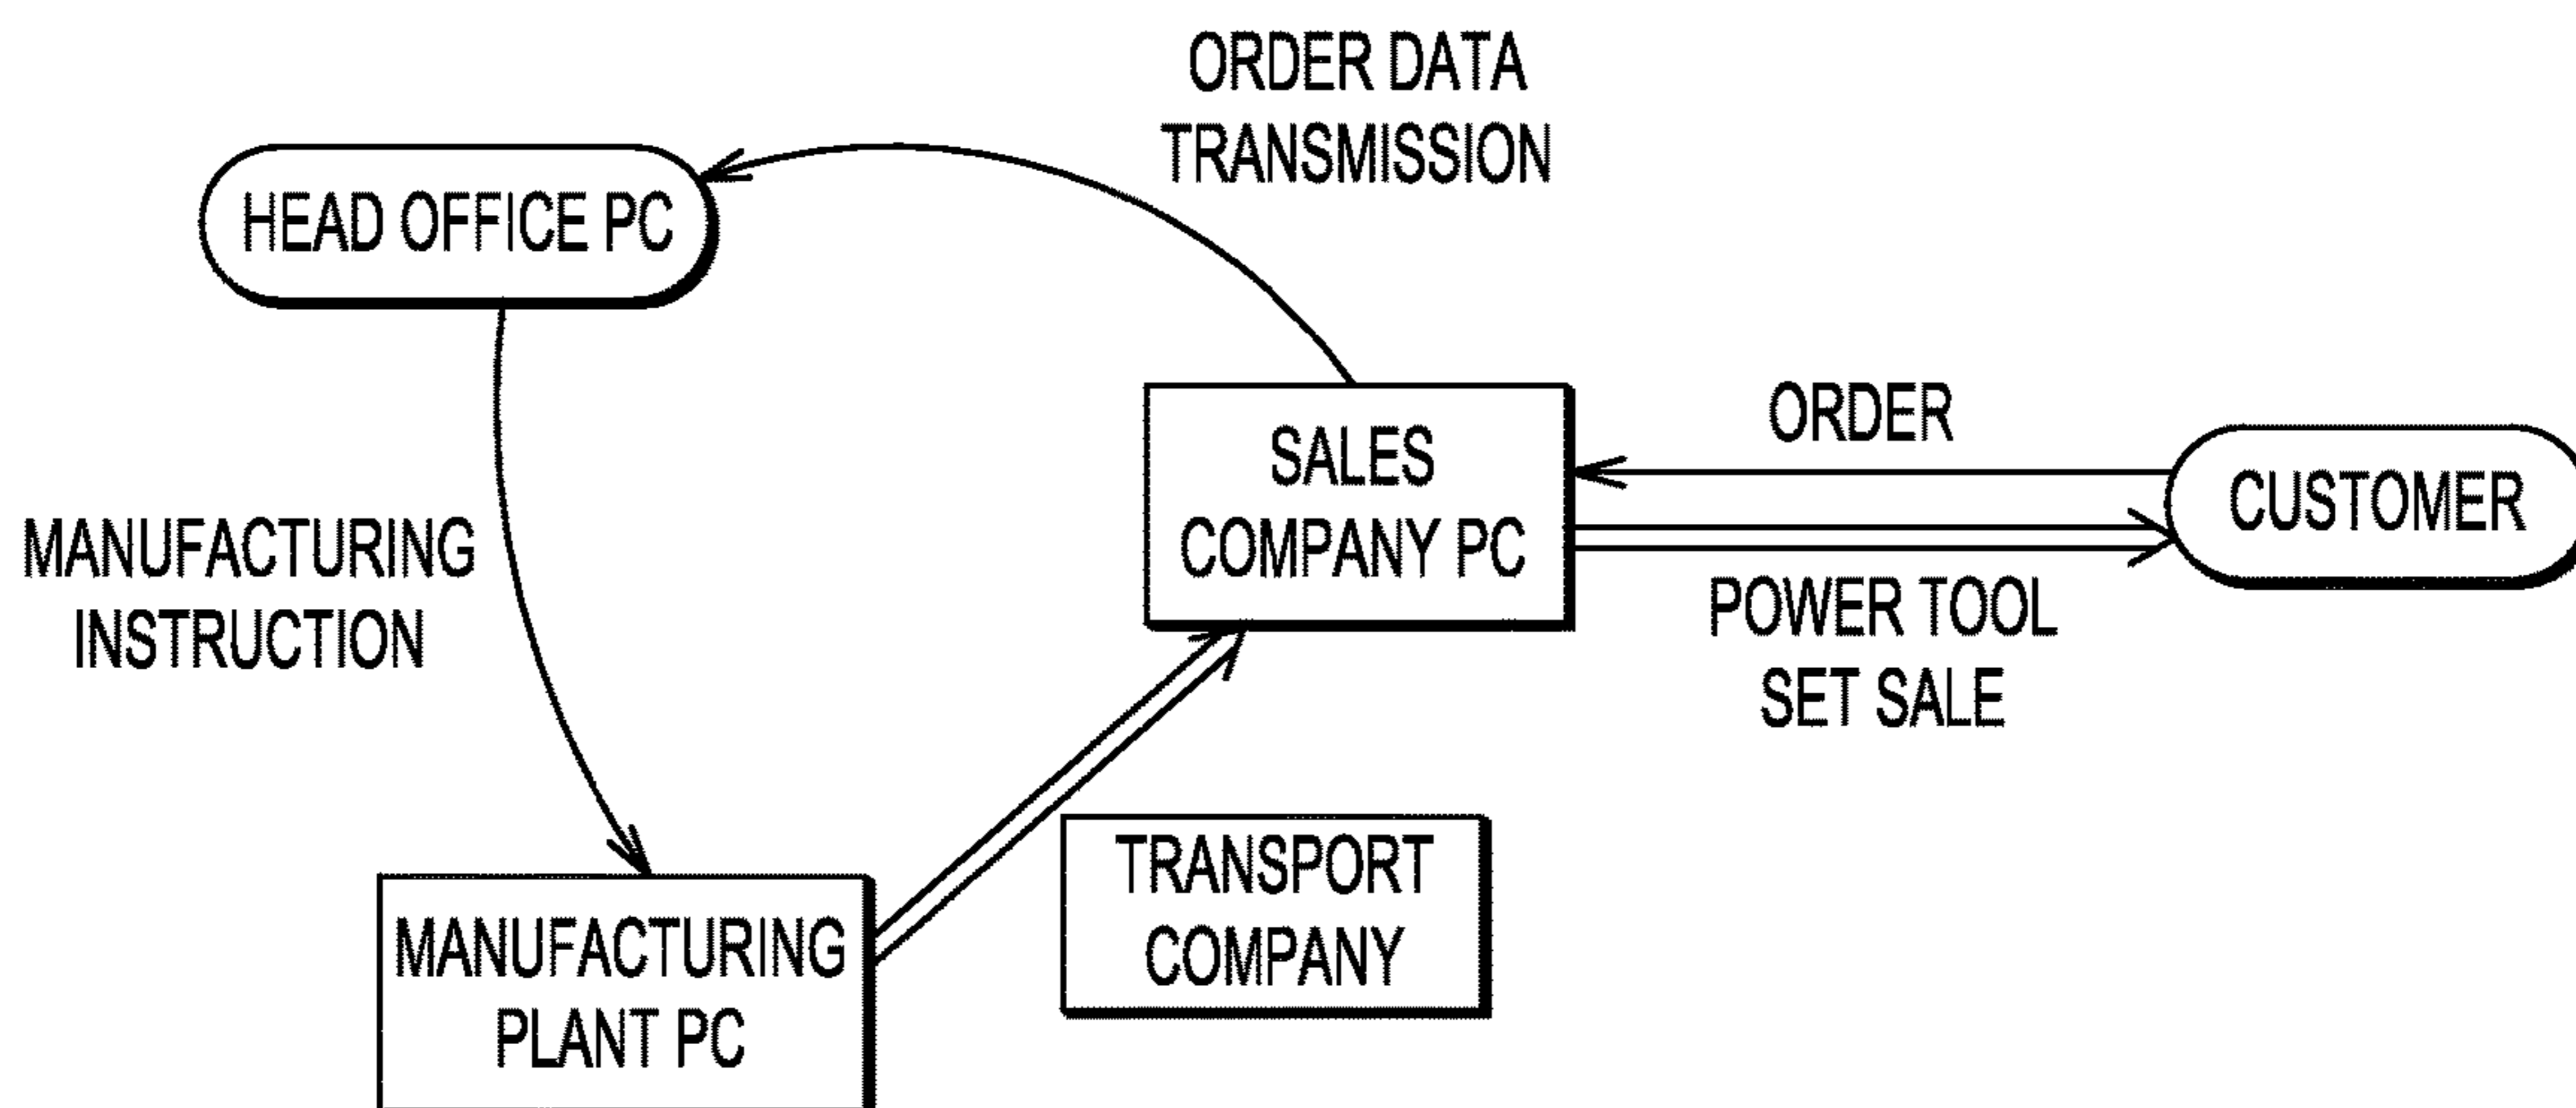 ORDER DATA
TRANSMISSION
HEAD OFFICE PC
SALES
COMPANY PC
ORDER
CUSTOMER
POWER TOOL
SET SALE
MANUFACTURING
INSTRUCTION
TRANSPORT
COMPANY
MANUFACTURING
PLANT PC